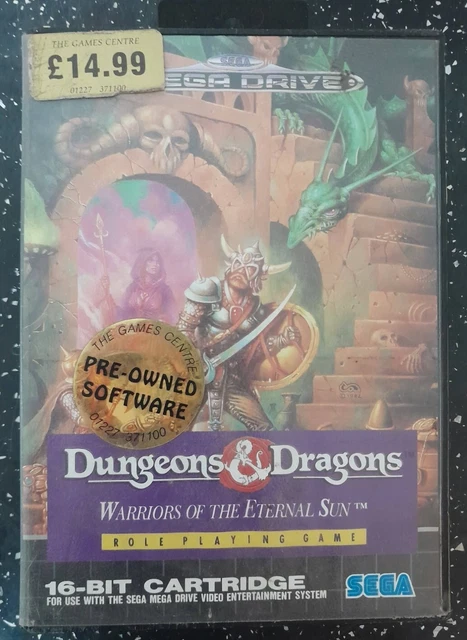 THE GAMES CENTRE
£14.99
01227 371100
SEGA
MEGA DRIVE
THE GAMES CENTRE
PRE-OWNED
SOFTWARE
01227 371100
Dungeons & Dragons
WARRIORS OF THE ETERNAL SUN™
ROLE PLAYING GAME
16-BIT CARTRIDGE
FOR USE WITH THE SEGA MEGA DRIVE VIDEO ENTERTAINMENT SYSTEM
SEGA